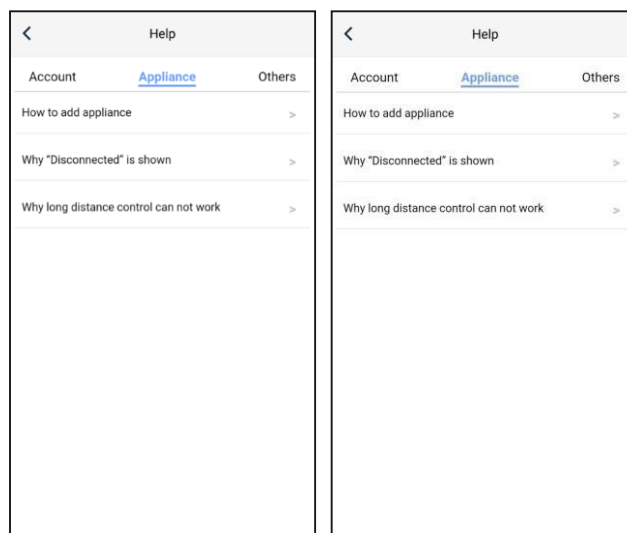 Help
Account Appliance Others
How to add appliance >
Why "Disconnected" is shown >
Why long distance control can not work >
Help
Account Appliance Others
How to add appliance >
Why "Disconnected" is shown >
Why long distance control can not work >